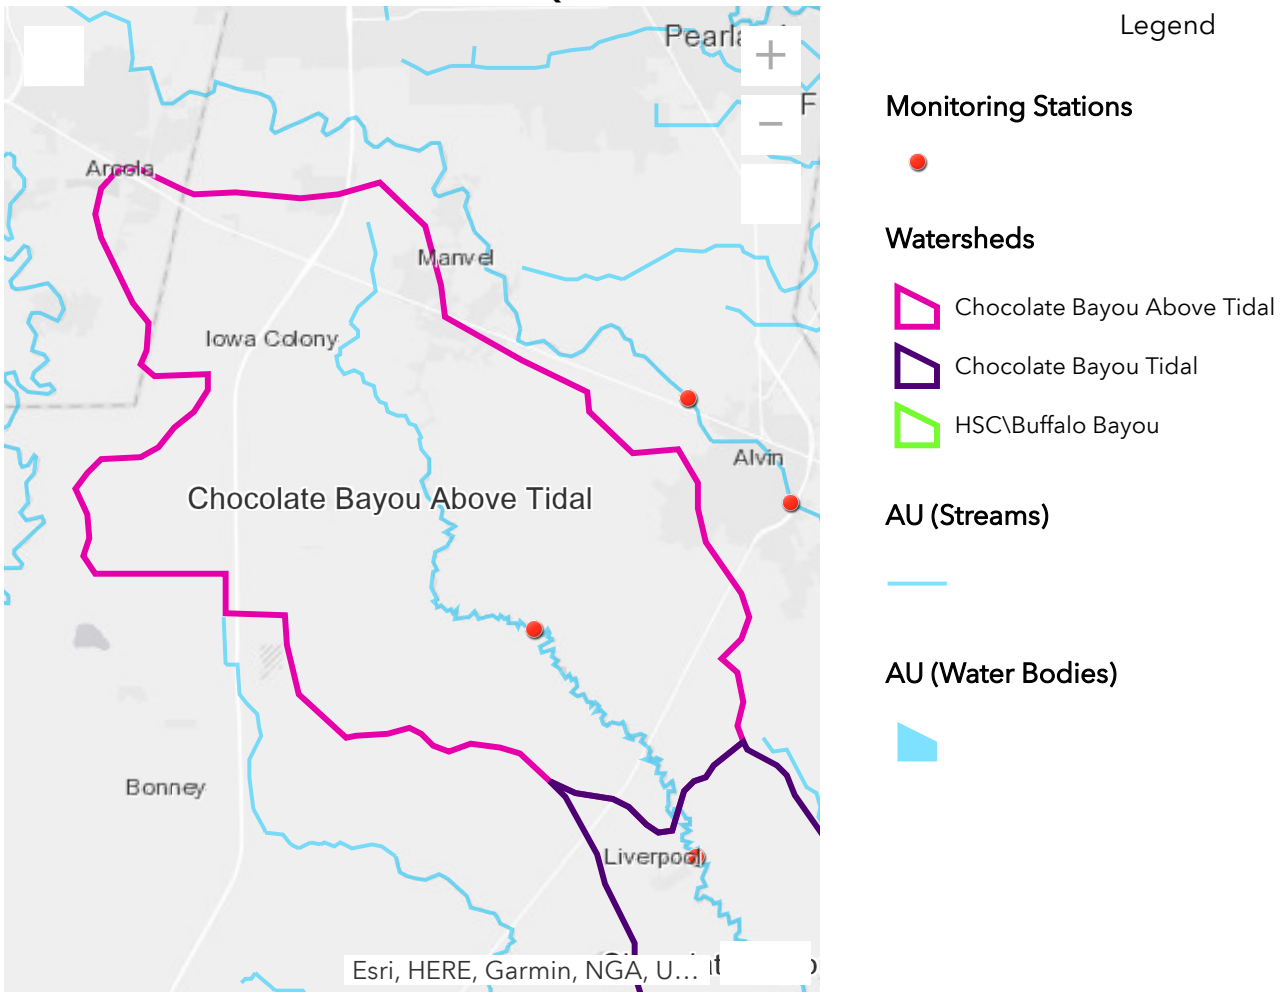 Legend
Pearla
F
Monitoring Stations
Arcola
Watersheds
Manvel
Chocolate Bayou Above Tidal
Iowa Colony
Chocolate Bayou Tidal
HSC\Buffalo Bayou
Alvin
Chocolate Bayou Above Tidal
AU (Streams)
AU (Water Bodies)
Bonney
Liverpool
Esri, HERE, Garmin, NGA, U...